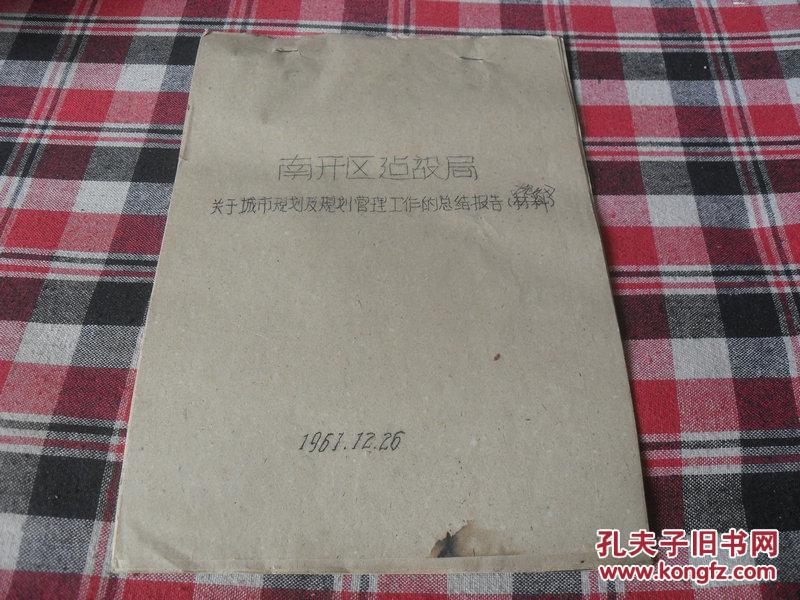 南开区建設局
关于城市规划及规划管理工作的总结报告
1961.12.26
孔夫子旧书网
www.kongfz.com